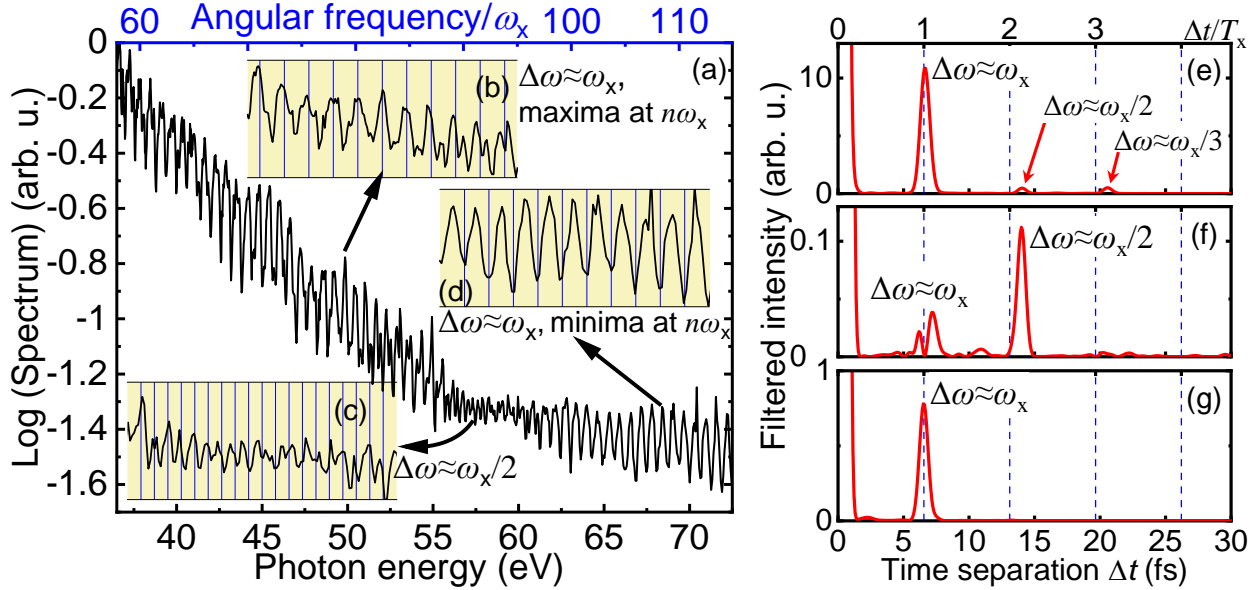 60 Angular frequency/ωx 100 110
0
-0.2
-0.4
-0.6
-0.8
-1
-1.2
-1.4
-1.6
Log (Spectrum) (arb. u.)
(a)
(b)
Δω≈ωx,
maxima at nωx
(d)
Δω≈ωx, minima at nωx
(c)
Δω≈ωx/2
40 45 50 55 60 65 70
Photon energy (eV)
0 1 2 3 Δt/Tx
(e)
10
0
Δω≈ωx
Δω≈ωx/2
Δω≈ωx/3
(f)
0.1
0
Δω≈ωx/2
Δω≈ωx
(g)
1
0
Δω≈ωx
Filtered intensity (arb. u.)
0 5 10 15 20 25 30
Time separation Δt (fs)